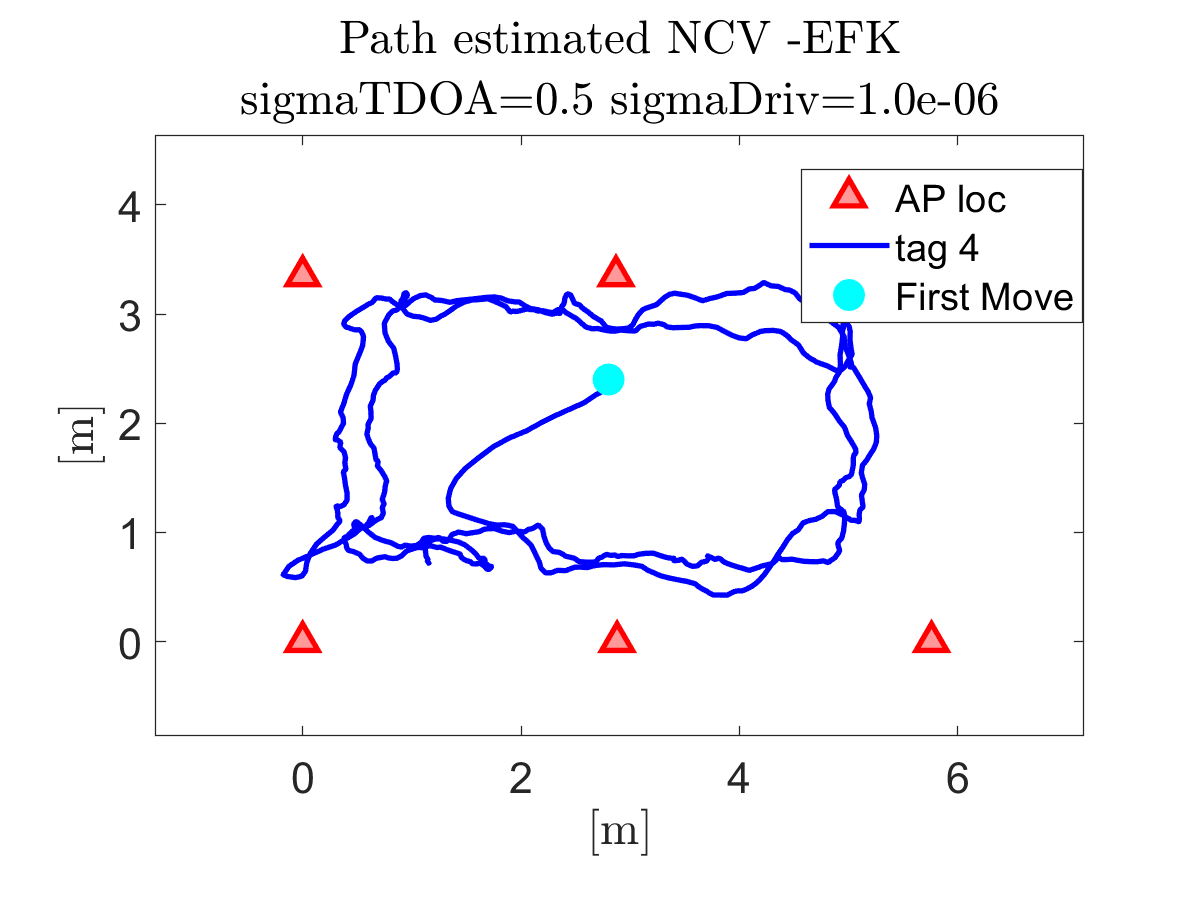 Path estimated NCV -EFK
sigmaTDOA=0.5 sigmaDriv=1.0e-06
AP loc
tag 4
First Move
4
3
2
1
0
[m]
0 2 4 6
[m]